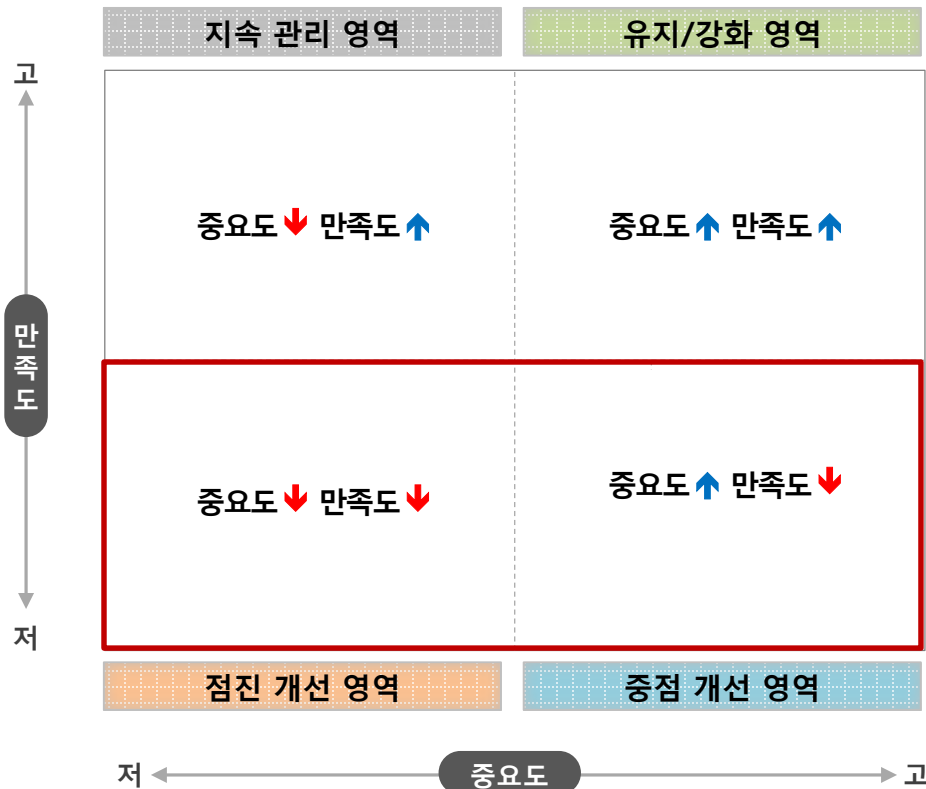 지속 관리 영역
유지/강화 영역
고
중요도 만족도
중요도 만족도
만족도
중요도 만족도
중요도 만족도
저
점진 개선 영역
중점 개선 영역
저
중요도
고